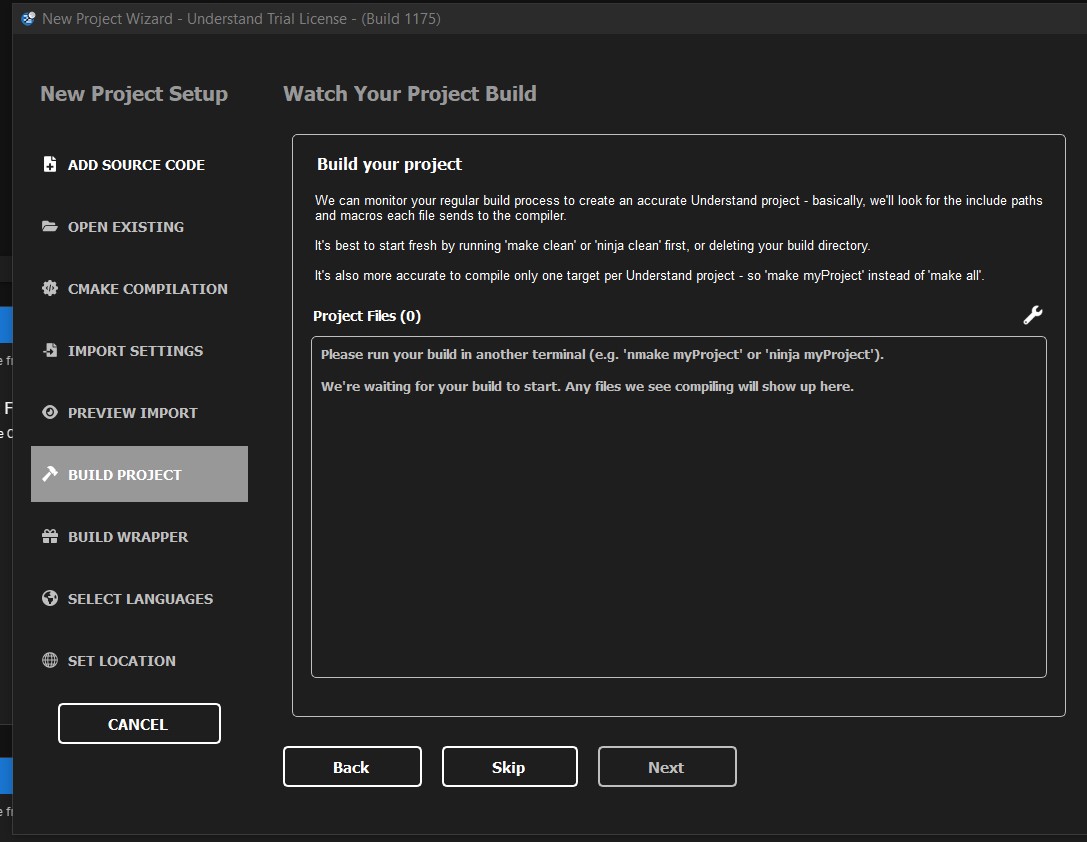 New Project Wizard - Understand Trial License - (Build 1175)
New Project Setup
ADD SOURCE CODE
OPEN EXISTING
CMAKE COMPILATION
IMPORT SETTINGS
PREVIEW IMPORT
BUILD PROJECT
BUILD WRAPPER
SELECT LANGUAGES
SET LOCATION
CANCEL
Watch Your Project Build
Build your project
We can monitor your regular build process to create an accurate Understand project - basically, we'll look for the include paths
and macros each file sends to the compiler.
It's best to start fresh by running 'make clean' or 'ninja clean' first, or deleting your build directory.
It's also more accurate to compile only one target per Understand project - so 'make myProject' instead of 'make all'.
Project Files (0)
Please run your build in another terminal (e.g. 'nmake myProject' or 'ninja myProject').
We're waiting for your build to start. Any files we see compiling will show up here.
Back
Skip
Next